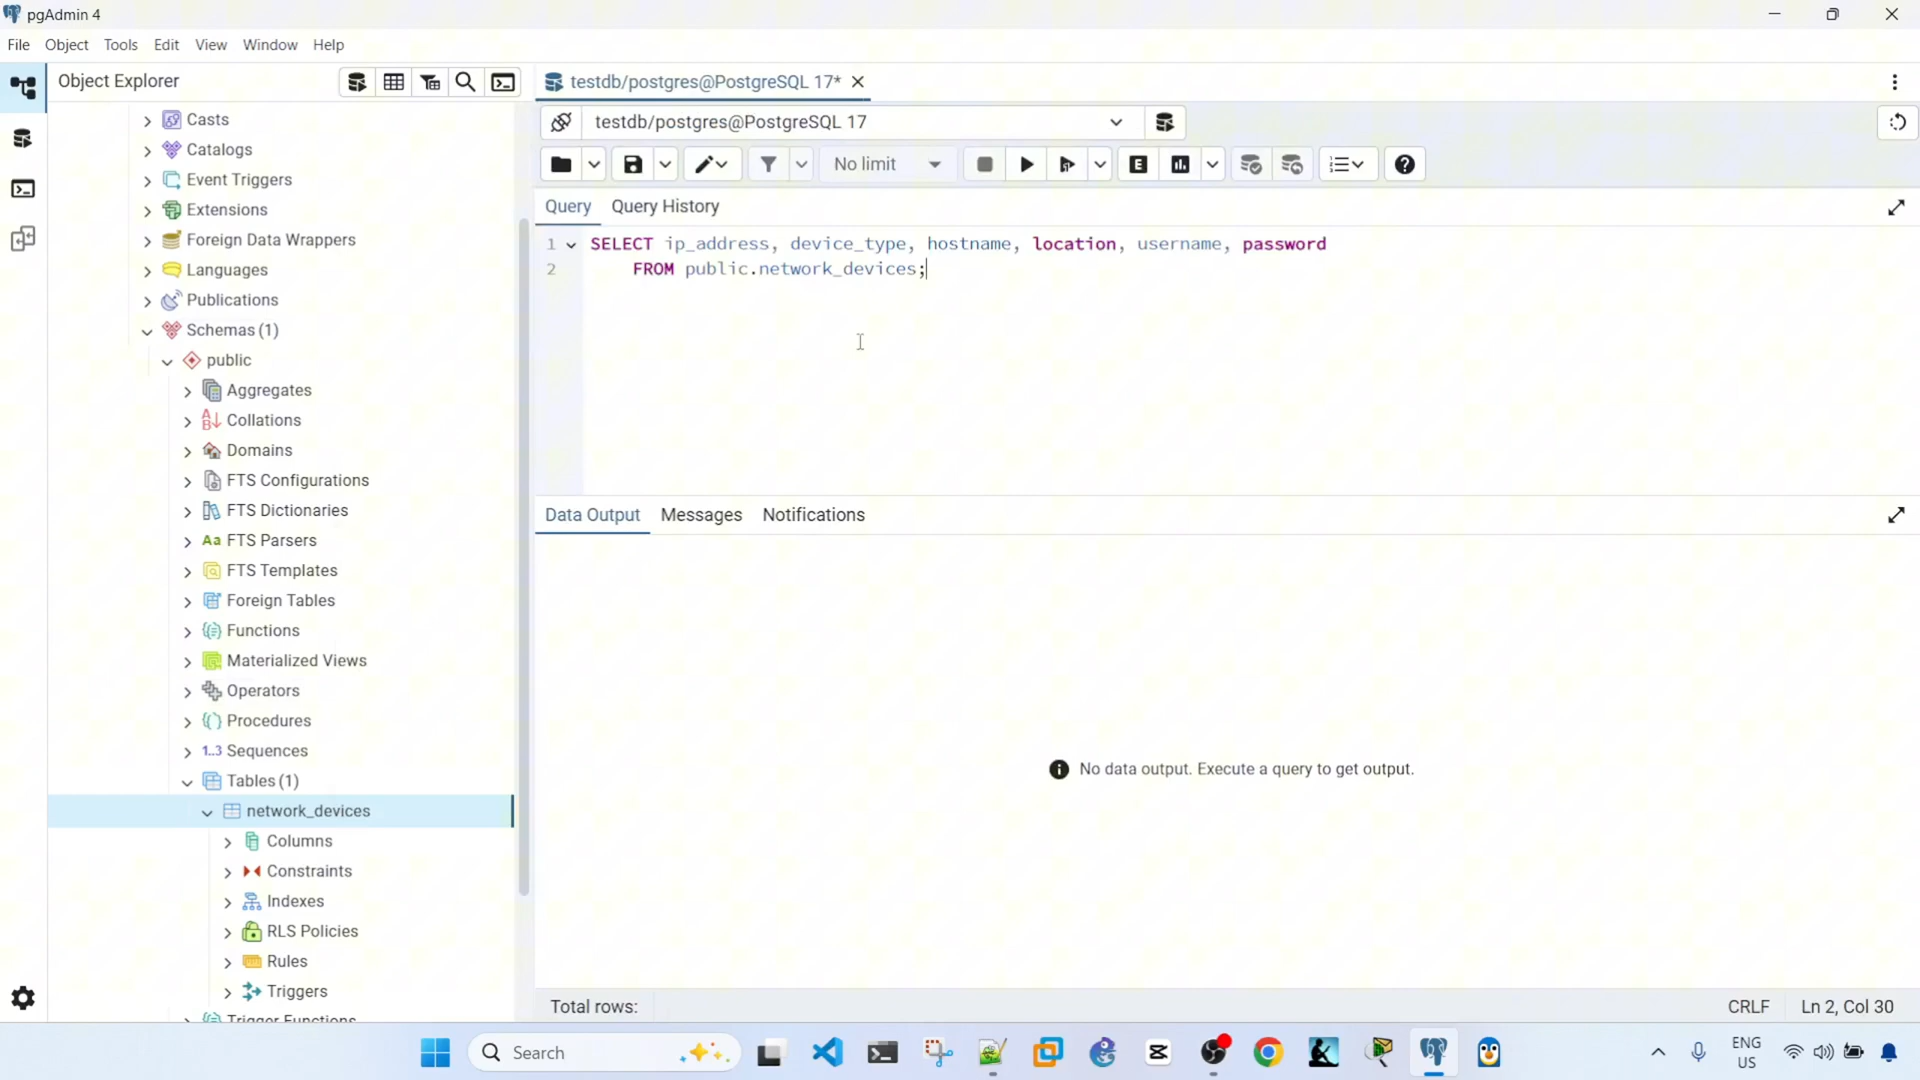 pgAdmin 4
File Object Tools Edit View Window Help
Object Explorer
testdb/postgres@PostgreSQL 17*
testdb/postgres@PostgreSQL 17
No limit
E
Query Query History
1 SELECT ip_address, device_type, hostname, location, username, password
2 FROM public.network_devices;
Casts
Catalogs
Event Triggers
Extensions
Foreign Data Wrappers
Languages
Publications
Schemas (1)
public
Aggregates
Collations
Domains
FTS Configurations
FTS Dictionaries
Aa FTS Parsers
FTS Templates
Foreign Tables
Functions
Materialized Views
Operators
Procedures
1..3 Sequences
Tables (1)
network_devices
Columns
Constraints
Indexes
RLS Policies
Rules
Triggers
Trigger Functions
Data Output Messages Notifications
No data output. Execute a query to get output.
Total rows:
CRLF
Ln 2, Col 30
Search
ENG
US